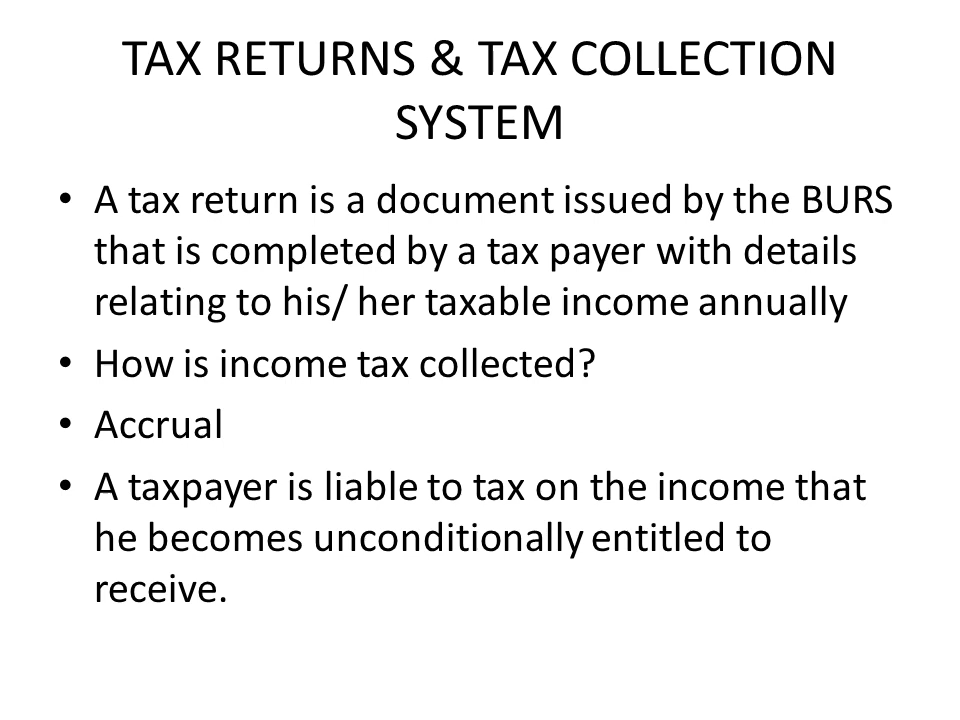 TAX RETURNS & TAX COLLECTION
SYSTEM
• A tax return is a document issued by the BURS
that is completed by a tax payer with details
relating to his/ her taxable income annually
• How is income tax collected?
• Accrual
• A taxpayer is liable to tax on the income that
he becomes unconditionally entitled to
receive.